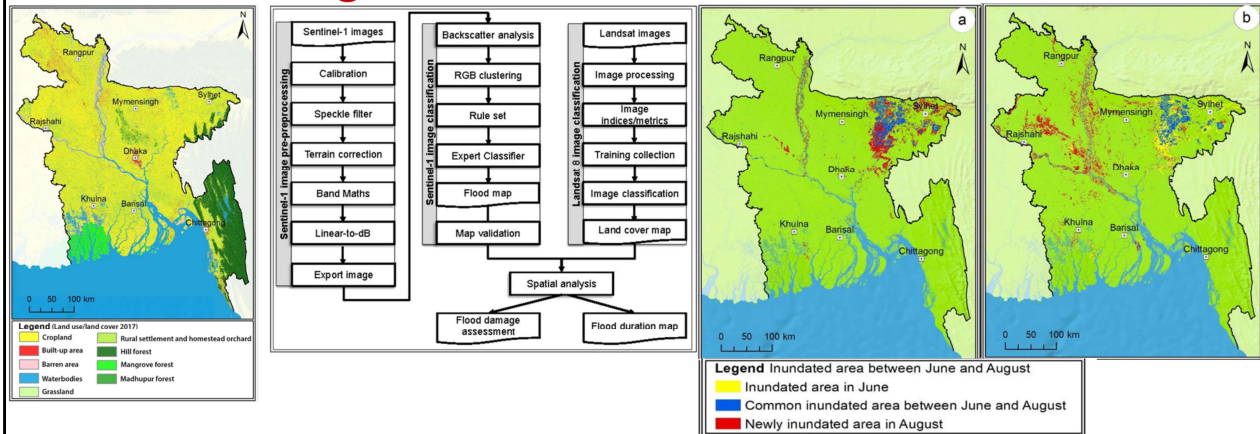 N
Rangpur
Sylhet
Mymensingh
Rajshahi
Dhaka
Khulna
Barisal
Chittagong
0 50 100 km
Legend (Land use/land cover 2017)
Cropland
Built-up area
Barren area
Waterbodies
Grassland
Rural settlement and homestead orchard
Hill forest
Mangrove forest
Madhupur forest
Sentinel-1 image pre-preprocessing
Sentinel-1 images
Calibration
Speckle filter
Terrain correction
Band Maths
Linear-to-dB
Export image
Sentinel-1 image classification
Backscatter analysis
RGB clustering
Rule set
Expert Classifier
Flood map
Map validation
Landsat 8 image classification
Landsat images
Image processing
Image
indices/metrics
Training collection
Image classification
Land cover map
Spatial analysis
Flood damage
assessment
Flood duration map
a
N
Rangpur
Mymensingh
Sylhet
Rajshahi
Dhaka
Khulna
Barisal
Chittagong
0 50 100 km
b
N
Rangpur
Mymensingh
Sylhet
Rajshahi
Dhaka
Khulna
Barisal
Chittagong
0 50 100 km
Legend Inundated area between June and August
Inundated area in June
Common inundated area between June and August
Newly inundated area in August